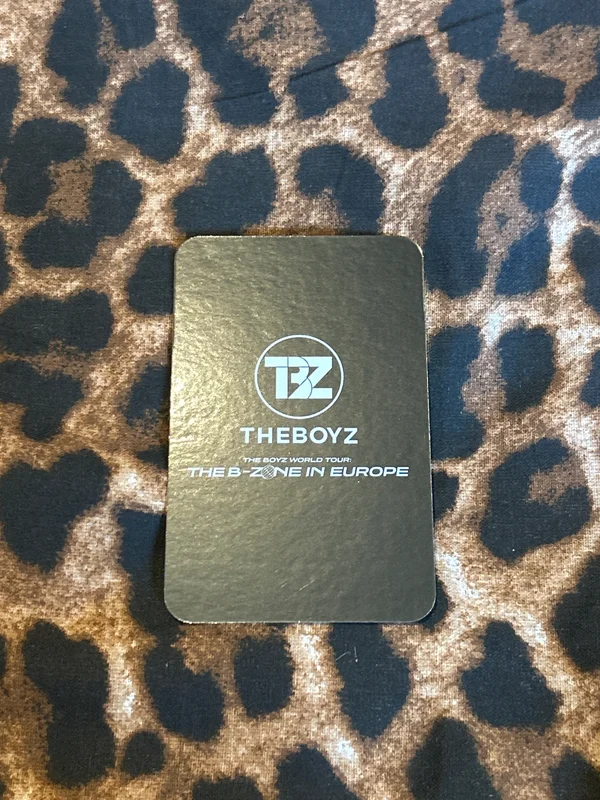 TBZ
THEBOYZ
THE BOYZ WORLD TOUR:
THE B-ZONE IN EUROPE